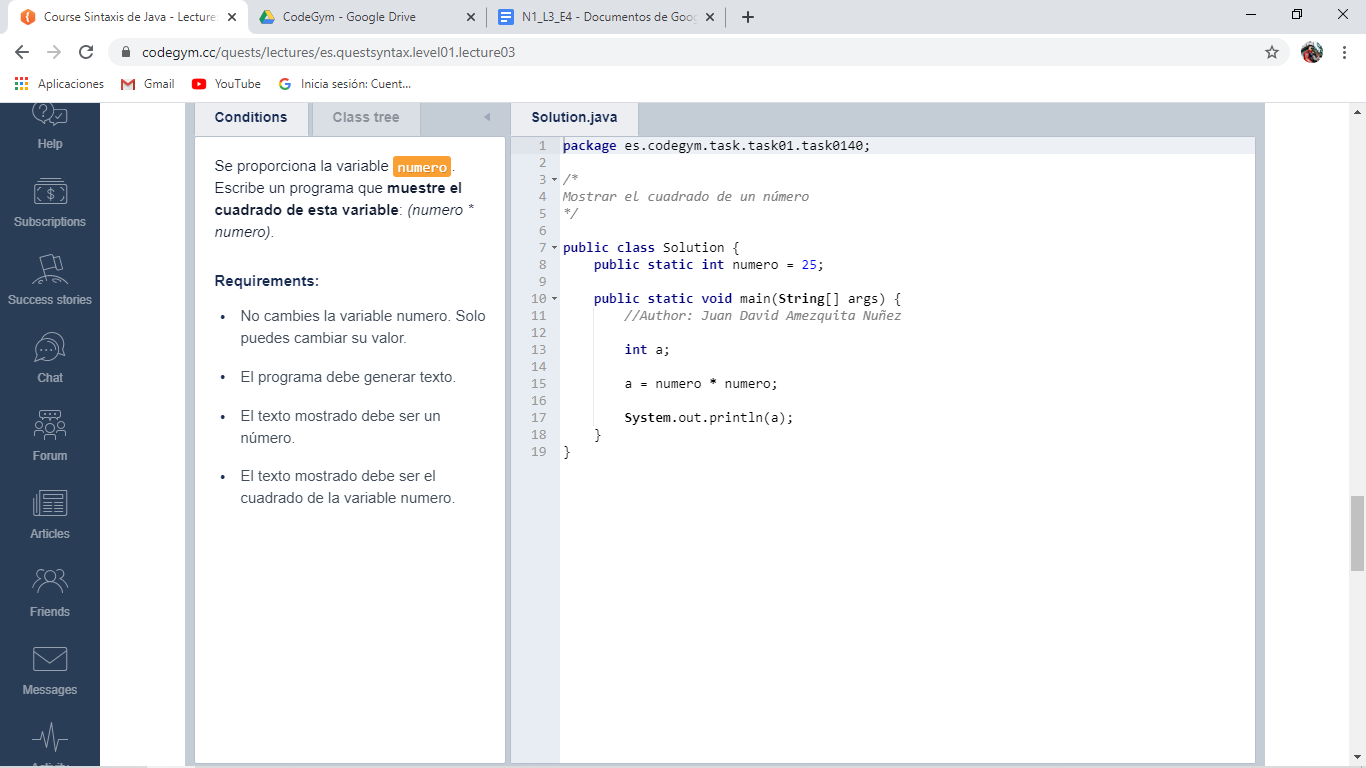 Course Sintaxis de Java - Lecture
CodeGym - Google Drive
N1_L3_E4 - Documentos de Goo
codegym.cc/quests/lectures/es.questsyntax.level01.lecture03
Aplicaciones
Gmail
YouTube
Inicia sesión: Cuent...
Help
Subscriptions
Success stories
Chat
Forum
Articles
Friends
Messages
Conditions
Class tree
Se proporciona la variable numero.
Escribe un programa que muestre el
cuadrado de esta variable: (numero *
numero).
Requirements:
• No cambies la variable numero. Solo
puedes cambiar su valor.
• El programa debe generar texto.
• El texto mostrado debe ser un
número.
• El texto mostrado debe ser el
cuadrado de la variable numero.
Solution.java
1 package es.codegym.task.task01.task0140;
2
3 /*
4 Mostrar el cuadrado de un número
5 */
6
7 public class Solution {
8 public static int numero = 25;
9
10 public static void main(String[] args) {
11 //Author: Juan David Amezquita Nuñez
12
13 int a;
14
15 a = numero * numero;
16
17 System.out.println(a);
18 }
19 }